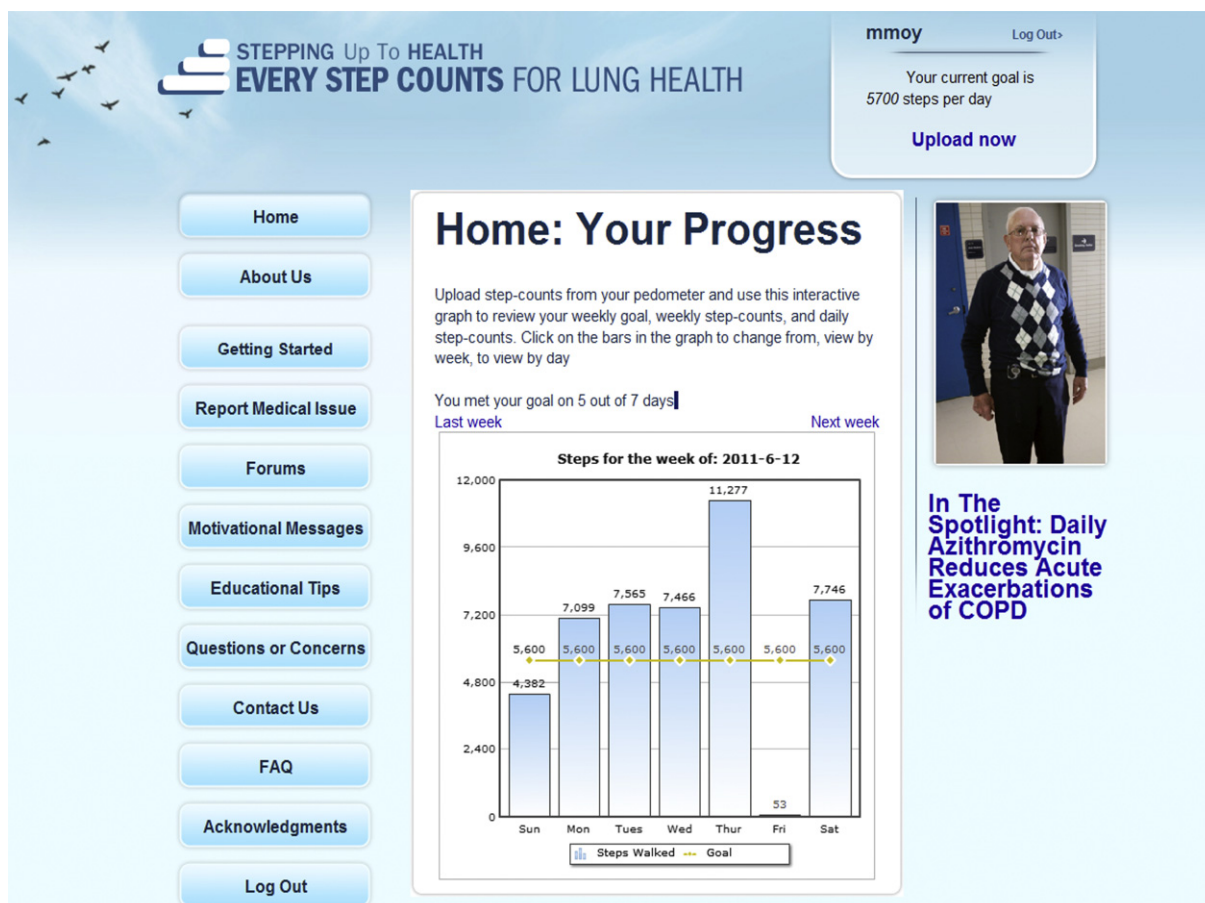 STEPPING Up To HEALTH
EVERY STEP COUNTS FOR LUNG HEALTH
mmoy
Log Out>
Your current goal is
5700 steps per day
Upload now
Home
About Us
Getting Started
Report Medical Issue
Forums
Motivational Messages
Educational Tips
Questions or Concerns
Contact Us
FAQ
Acknowledgments
Log Out
Home: Your Progress
Upload step-counts from your pedometer and use this interactive
graph to review your weekly goal, weekly step-counts, and daily
step-counts. Click on the bars in the graph to change from, view by
week, to view by day
You met your goal on 5 out of 7 days
Last week
Next week
Steps for the week of: 2011-6-12
12,000
9,600
7,200
4,800
2,400
0
4,382
7,099
7,565
7,466
11,277
53
7,746
5,600
5,600
5,600
5,600
5,600
5,600
5,600
Sun
Mon
Tues
Wed
Thur
Fri
Sat
Steps Walked
Goal
In The
Spotlight: Daily
Azithromycin
Reduces Acute
Exacerbations
of COPD